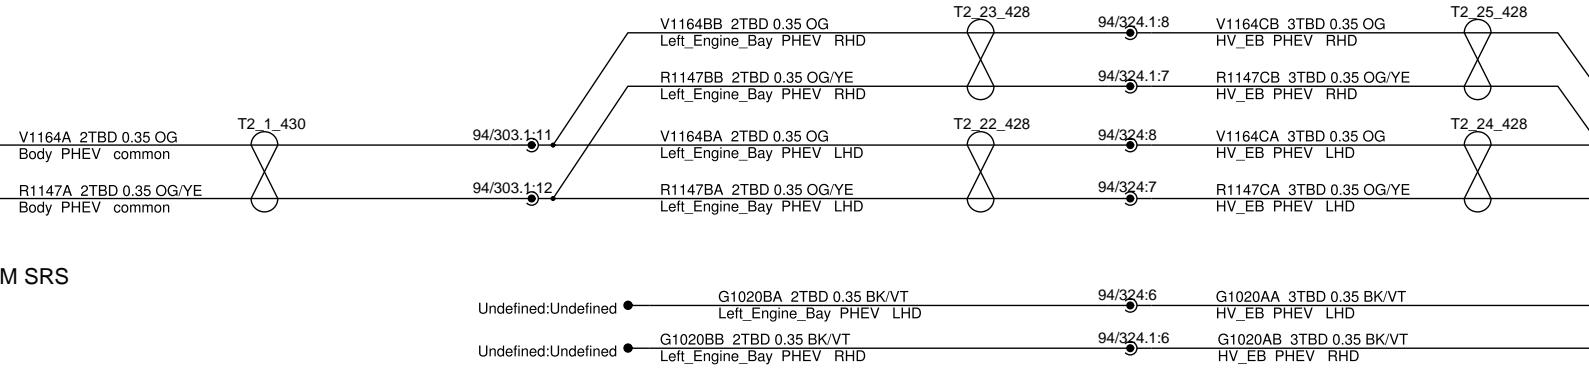 T2_23_428
T2_25_428
V1164BB 2TBD 0.35 OG
94/324.1:8
V1164CB 3TBD 0.35 OG
Left_Engine_Bay PHEV RHD
HV_EB PHEV RHD
R1147BB 2TBD 0.35 OG/YE
94/324.1:7
R1147CB 3TBD 0.35 OG/YE
Left_Engine_Bay PHEV RHD
HV_EB PHEV RHD
T2_1_430
T2_22_428
T2_24_428
V1164A 2TBD 0.35 OG
94/303.1:11
V1164BA 2TBD 0.35 OG
94/324:8
V1164CA 3TBD 0.35 OG
Body PHEV common
Left_Engine_Bay PHEV LHD
HV_EB PHEV LHD
R1147A 2TBD 0.35 OG/YE
94/303.1:12
R1147BA 2TBD 0.35 OG/YE
94/324:7
R1147CA 3TBD 0.35 OG/YE
Body PHEV common
Left_Engine_Bay PHEV LHD
HV_EB PHEV LHD
M SRS
Undefined:Undefined
G1020BA 2TBD 0.35 BK/VT
94/324:6
G1020AA 3TBD 0.35 BK/VT
Left_Engine_Bay PHEV LHD
HV_EB PHEV LHD
Undefined:Undefined
G1020BB 2TBD 0.35 BK/VT
94/324.1:6
G1020AB 3TBD 0.35 BK/VT
Left_Engine_Bay PHEV RHD
HV_EB PHEV RHD